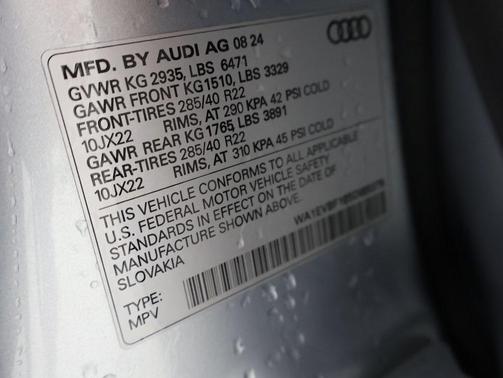 MFD. BY AUDI AG 08 24
GVWR KG 2935, LBS 6471
GAWR FRONT KG 1510, LBS 3329
FRONT-TIRES 285/40 R22
10JX22 RIMS, AT 290 KPA 42 PSI COLD
GAWR REAR KG 1765, LBS 3891
REAR-TIRES 285/40 R22
10JX22 RIMS, AT 310 KPA 45 PSI COLD
THIS VEHICLE CONFORMS TO ALL APPLICABLE
U.S. FEDERAL MOTOR VEHICLE SAFETY
STANDARDS IN EFFECT ON THE DATE OF
MANUFACTURE SHOWN ABOVE.
SLOVAKIA
TYPE:
MPV